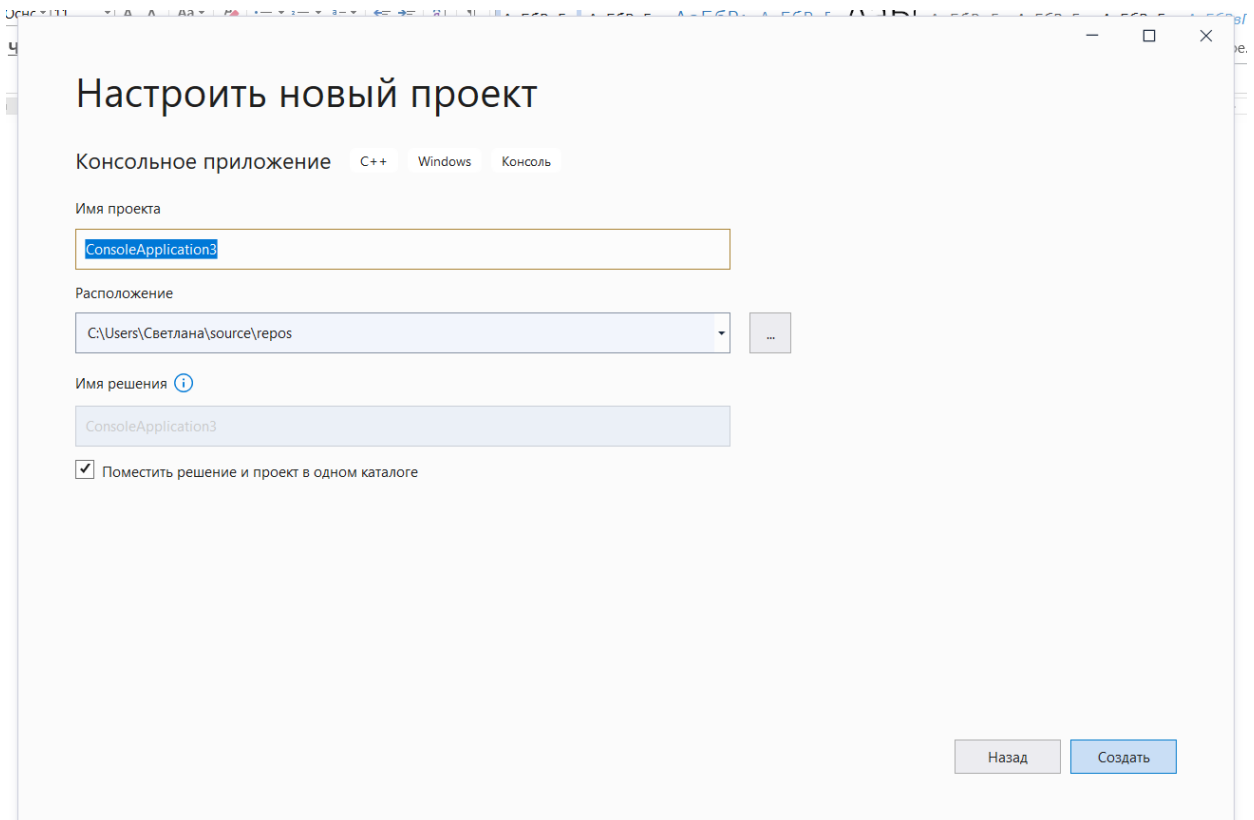 Настроить новый проект
Консольное приложение C++ Windows Консоль
Имя проекта
ConsoleApplication3
Расположение
C:\Users\Светлана\source\repos
...
Имя решения
ConsoleApplication3
Поместить решение и проект в одном каталоге
Назад Создать